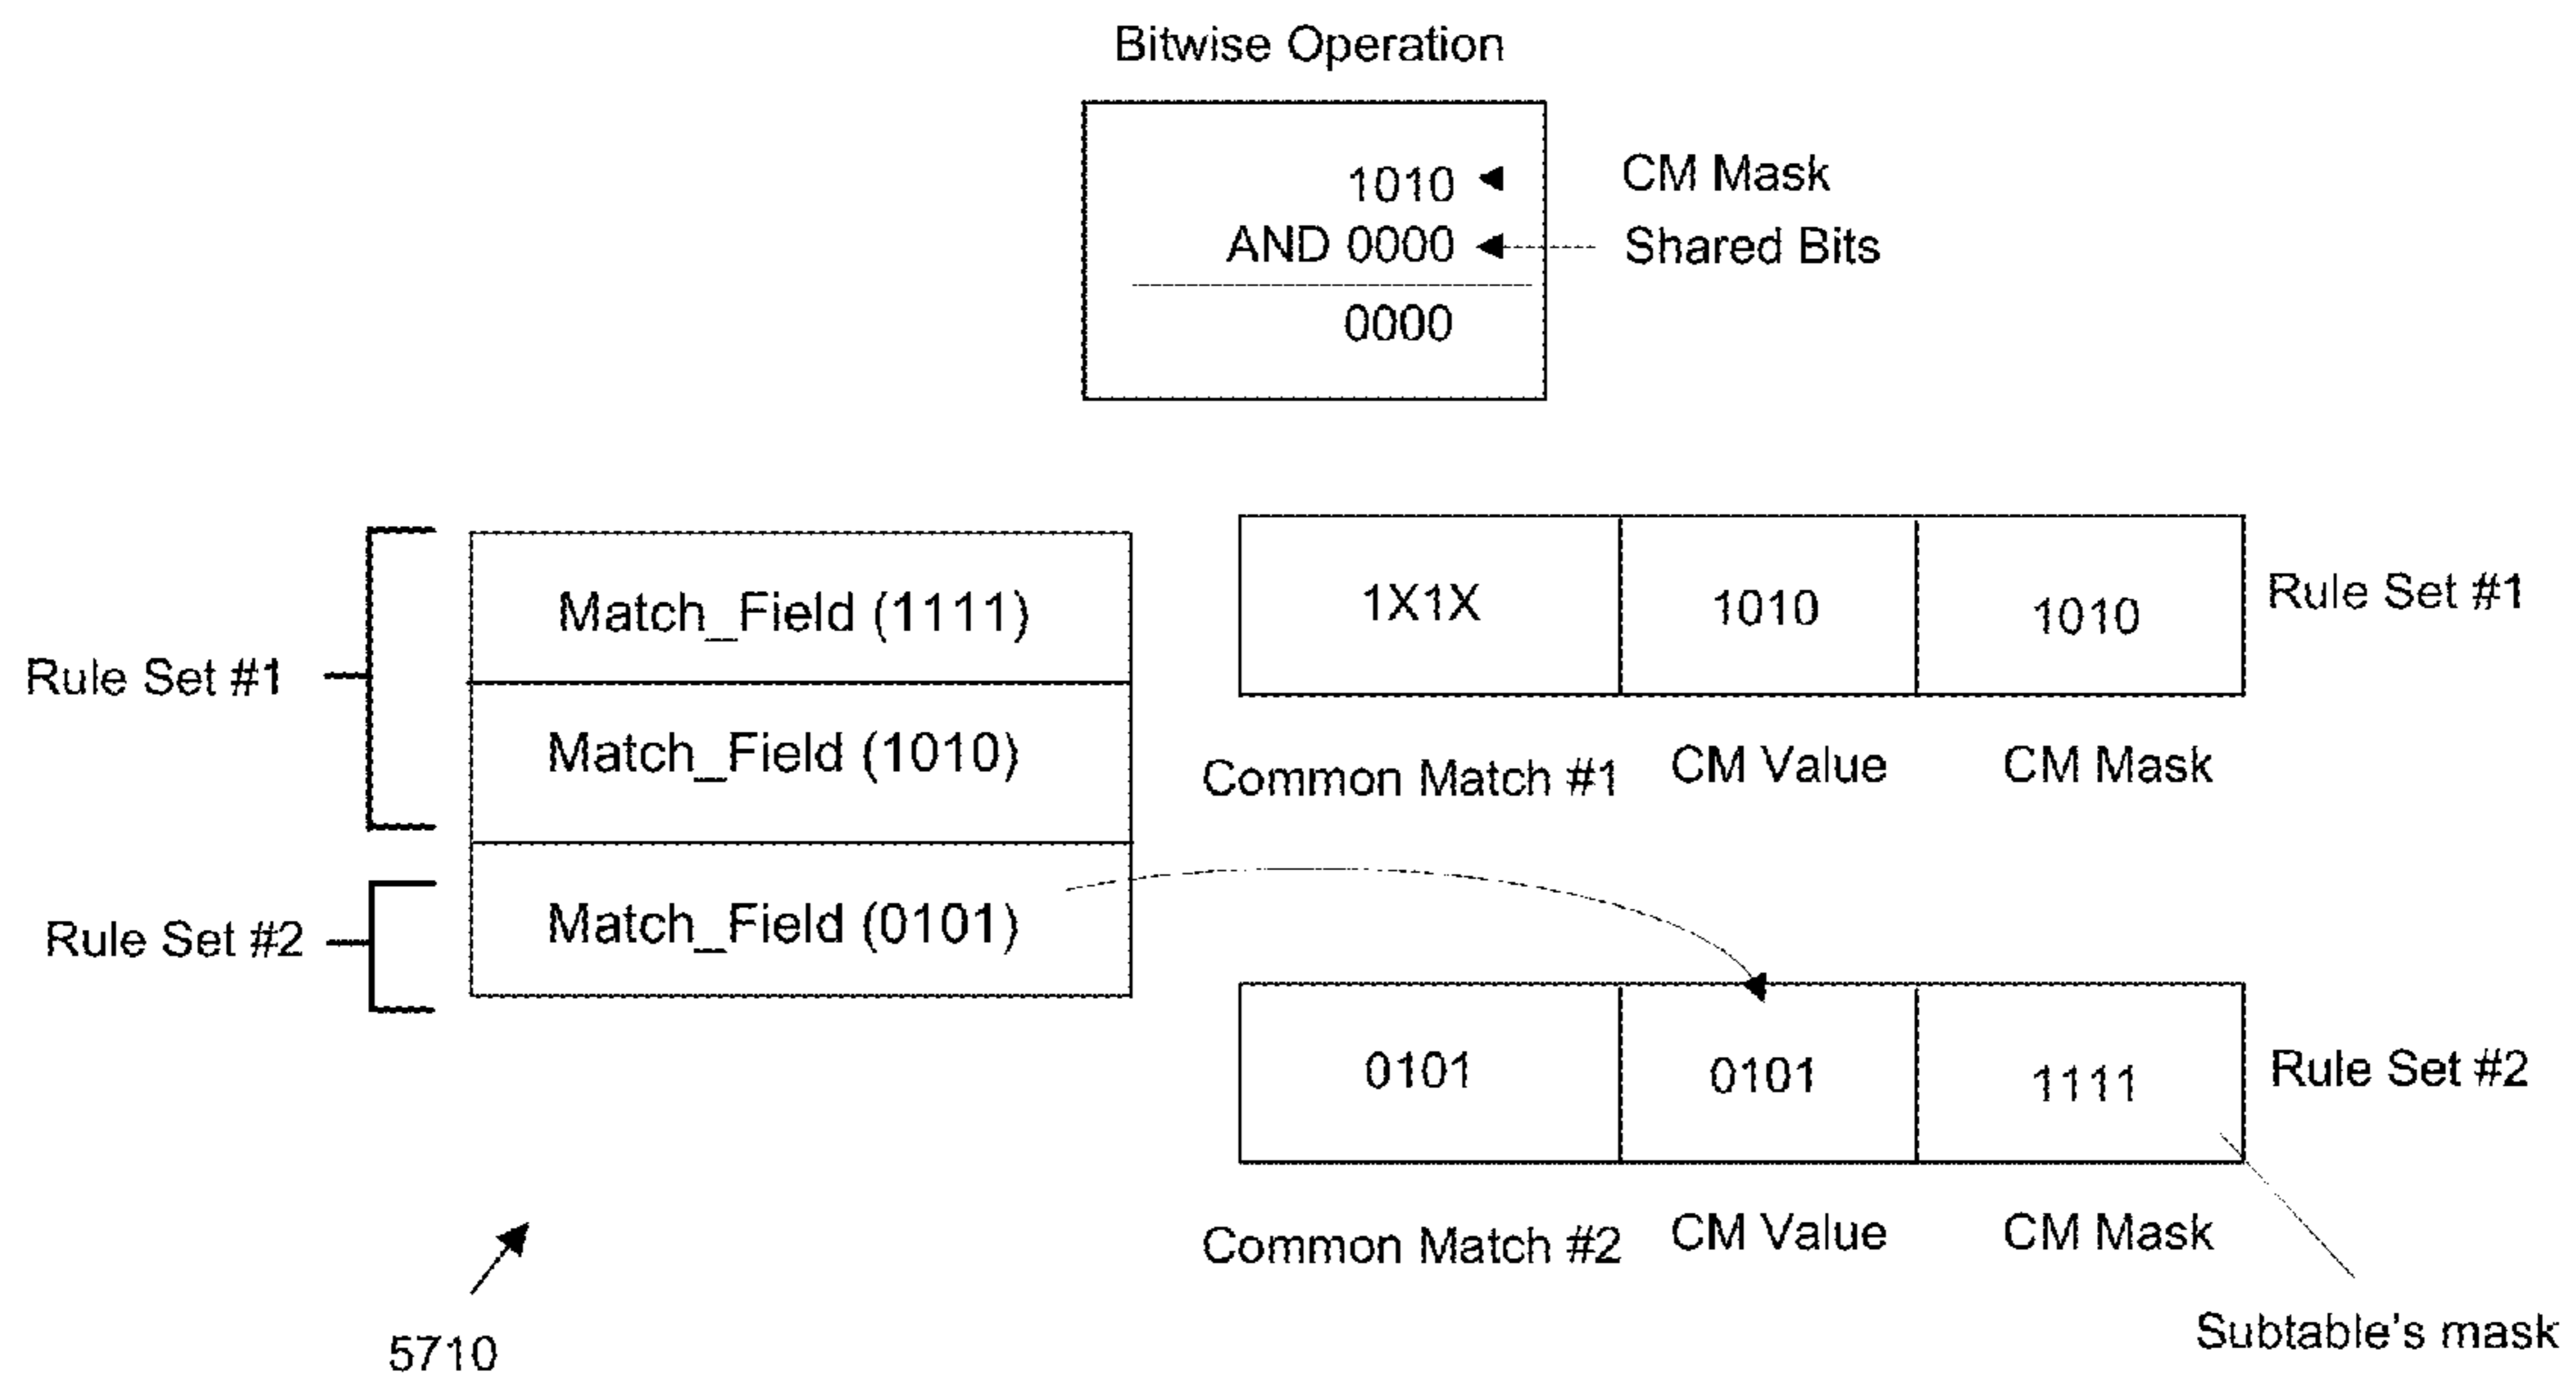 Bitwise Operation
1010
CM Mask
AND 0000
Shared Bits
0000
Rule Set #1
Match_Field (1111)
Match_Field (1010)
Rule Set #2
Match_Field (0101)
1X1X
1010
1010
Rule Set #1
Common Match #1
CM Value
CM Mask
0101
0101
1111
Rule Set #2
Common Match #2
CM Value
CM Mask
Subtable's mask
5710